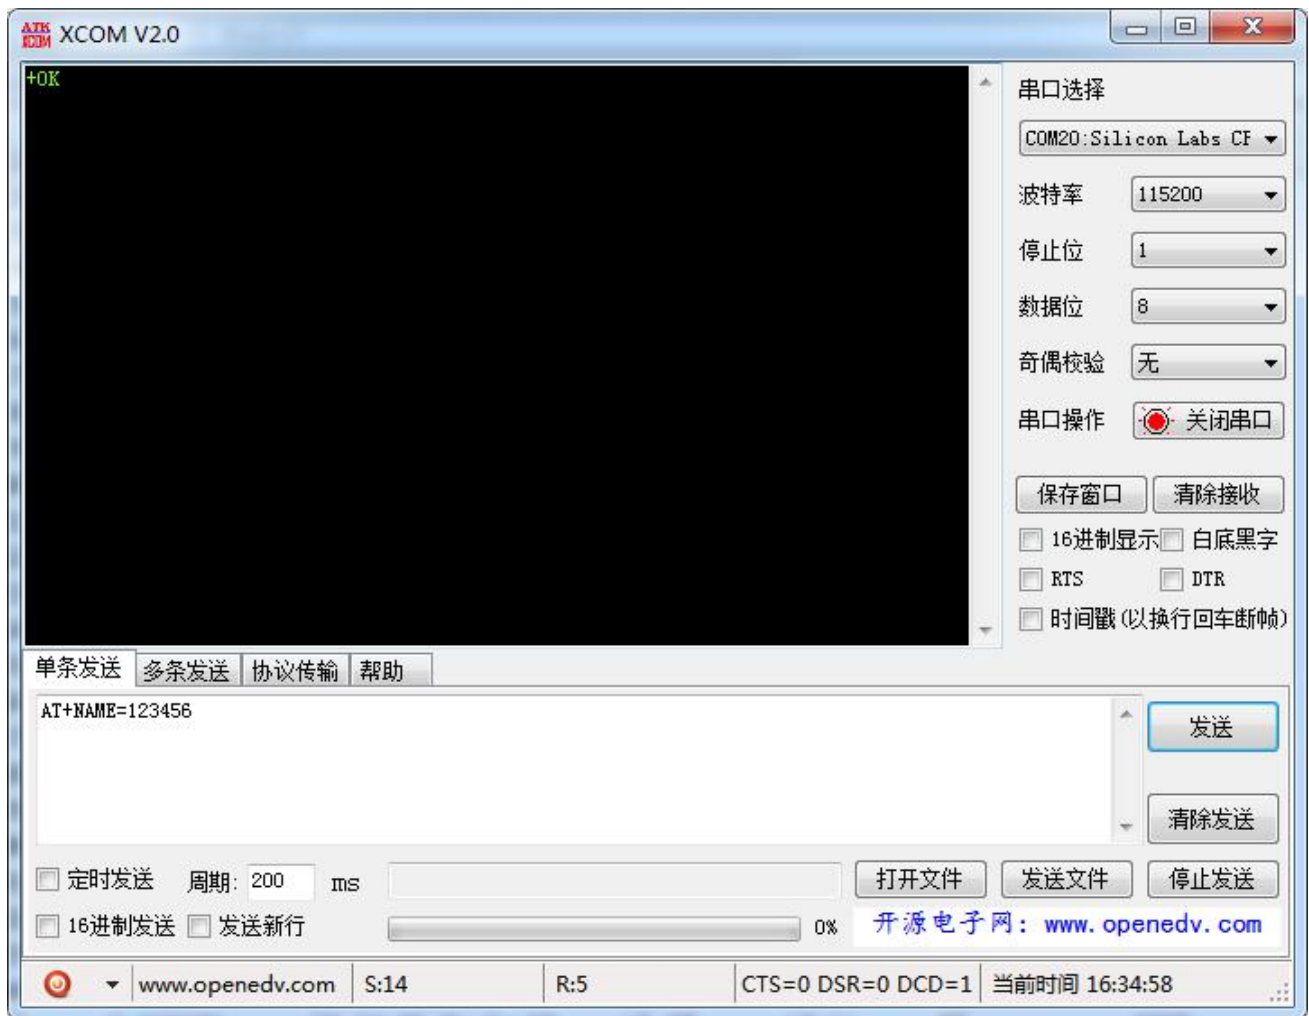 ATK XCOM XCOM V2.0
+OK
串口选择
COM20:Silicon Labs CP
波特率 115200
停止位 1
数据位 8
奇偶校验 无
串口操作 关闭串口
保存窗口 清除接收
16进制显示 白底黑字
RTS DTR
时间戳(以换行回车断帧)
单条发送 多条发送 协议传输 帮助
AT+NAME=123456
发送
清除发送
定时发送 周期: 200 ms 打开文件 发送文件 停止发送
16进制发送 发送新行 0% 开源电子网: www.openedv.com
www.openedv.com S:14 R:5 CTS=0 DSR=0 DCD=1 当前时间 16:34:58